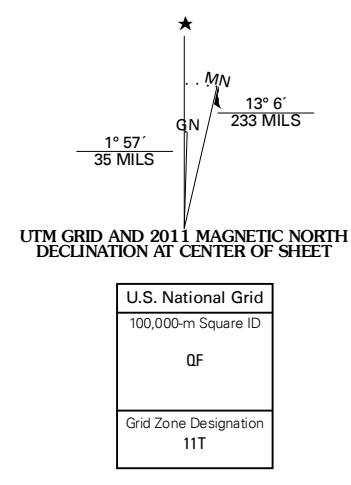 MN
13° 6´
233 MILS
GN
1° 57´
35 MILS
UTM GRID AND 2011 MAGNETIC NORTH
DECLINATION AT CENTER OF SHEET
U.S. National Grid
100,000-m Square ID
QF
Grid Zone Designation
11T